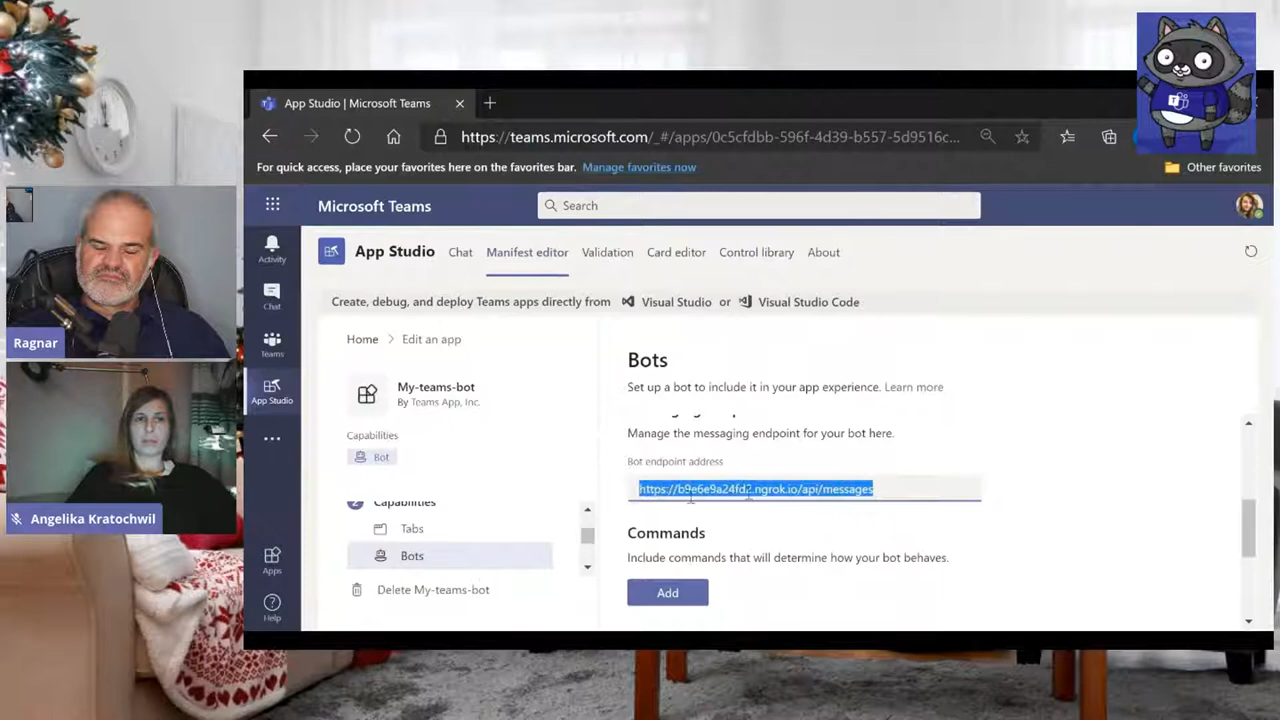 App Studio | Microsoft Teams
https://teams.microsoft.com/_#/apps/0c5cfdbb-596f-4d39-b557-5d9516c...
For quick access, place your favorites here on the favorites bar. Manage favorites now
Other favorites
Microsoft Teams
Search
Activity
Chat
Teams
App Studio
Apps
Help
App Studio
Chat
Manifest editor
Validation
Card editor
Control library
About
Create, debug, and deploy Teams apps directly from Visual Studio or Visual Studio Code
Home > Edit an app
My-teams-bot
By Teams App, Inc.
Capabilities
Bot
2 Capabilities
Tabs
Bots
Delete My-teams-bot
Bots
Set up a bot to include it in your app experience. Learn more
Manage the messaging endpoint for your bot here.
Bot endpoint address
https://b9e6e9a24fd2.ngrok.io/api/messages
Commands
Include commands that will determine how your bot behaves.
Add
Ragnar
Angelika Kratochwil